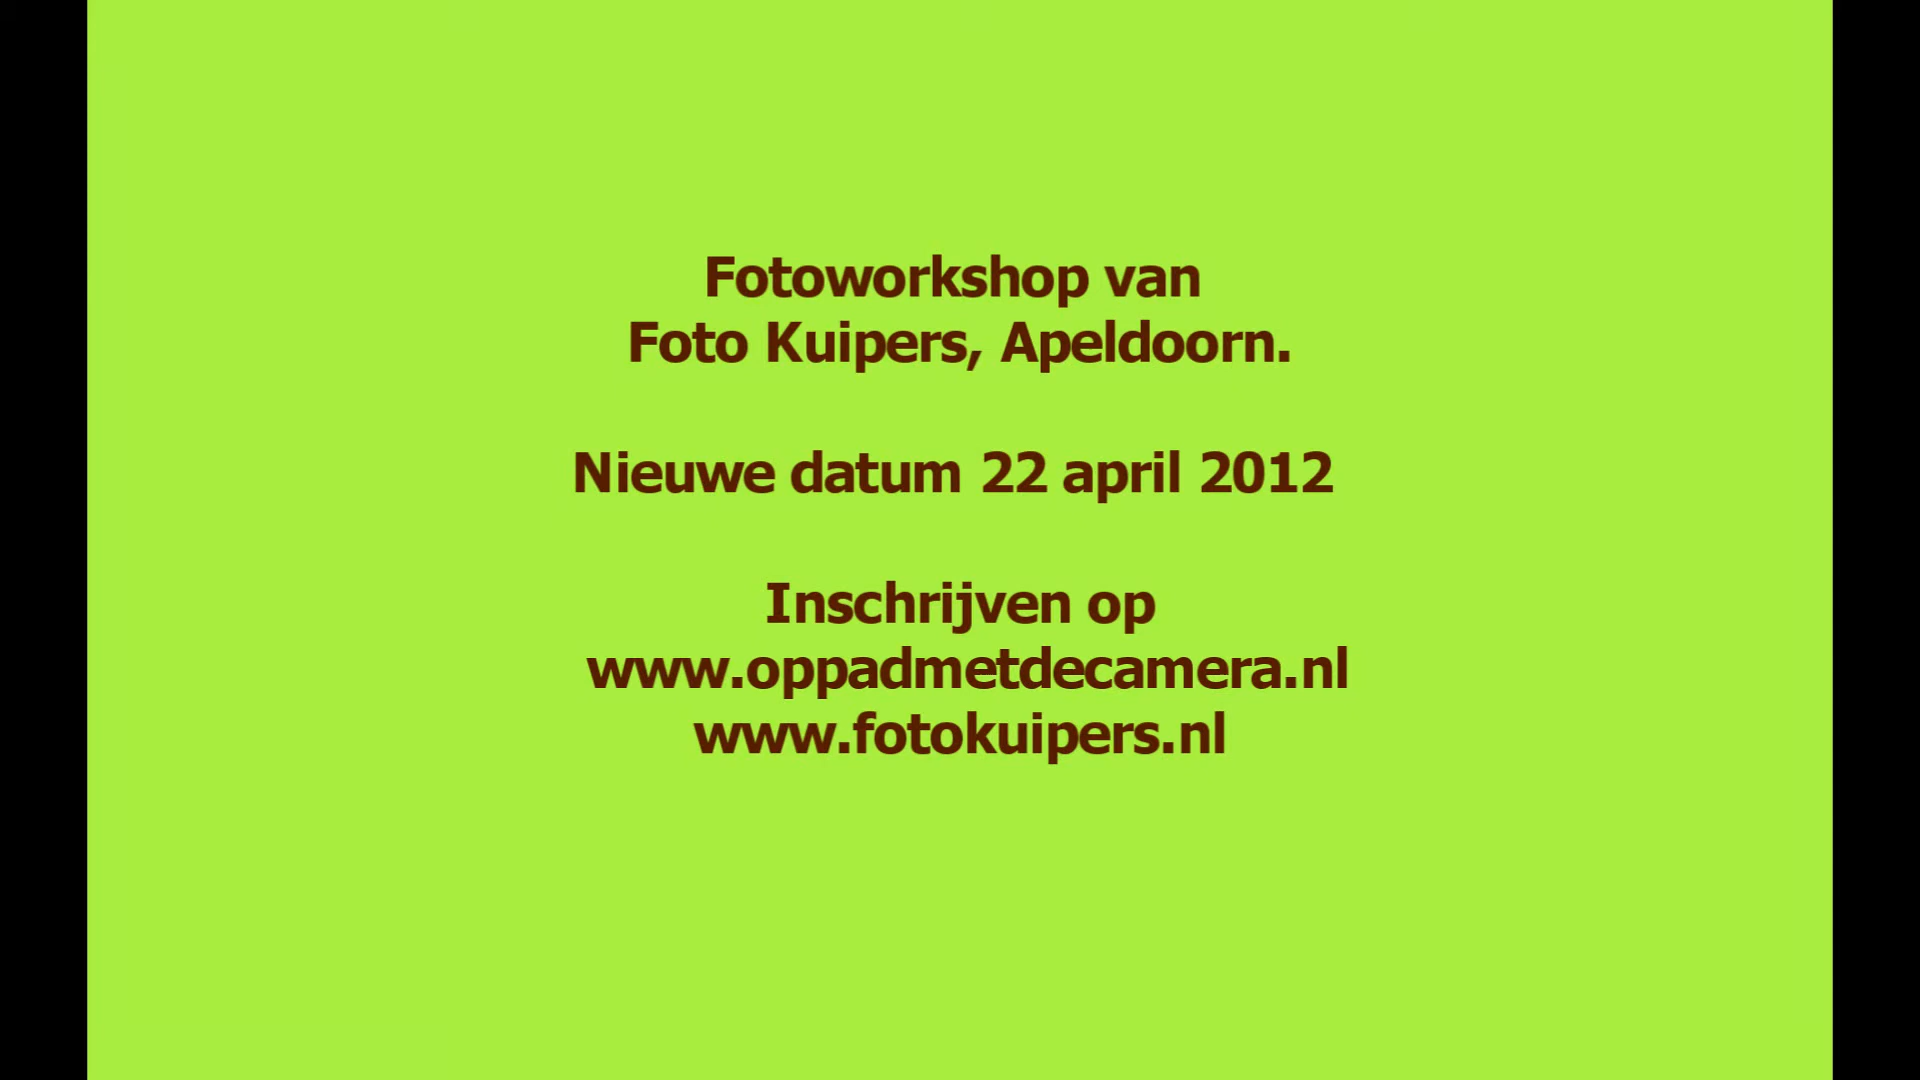 Fotoworkshop van
Foto Kuipers, Apeldoorn.
Nieuwe datum 22 april 2012
Inschrijven op
www.oppadmetdecamera.nl
www.fotokuipers.nl